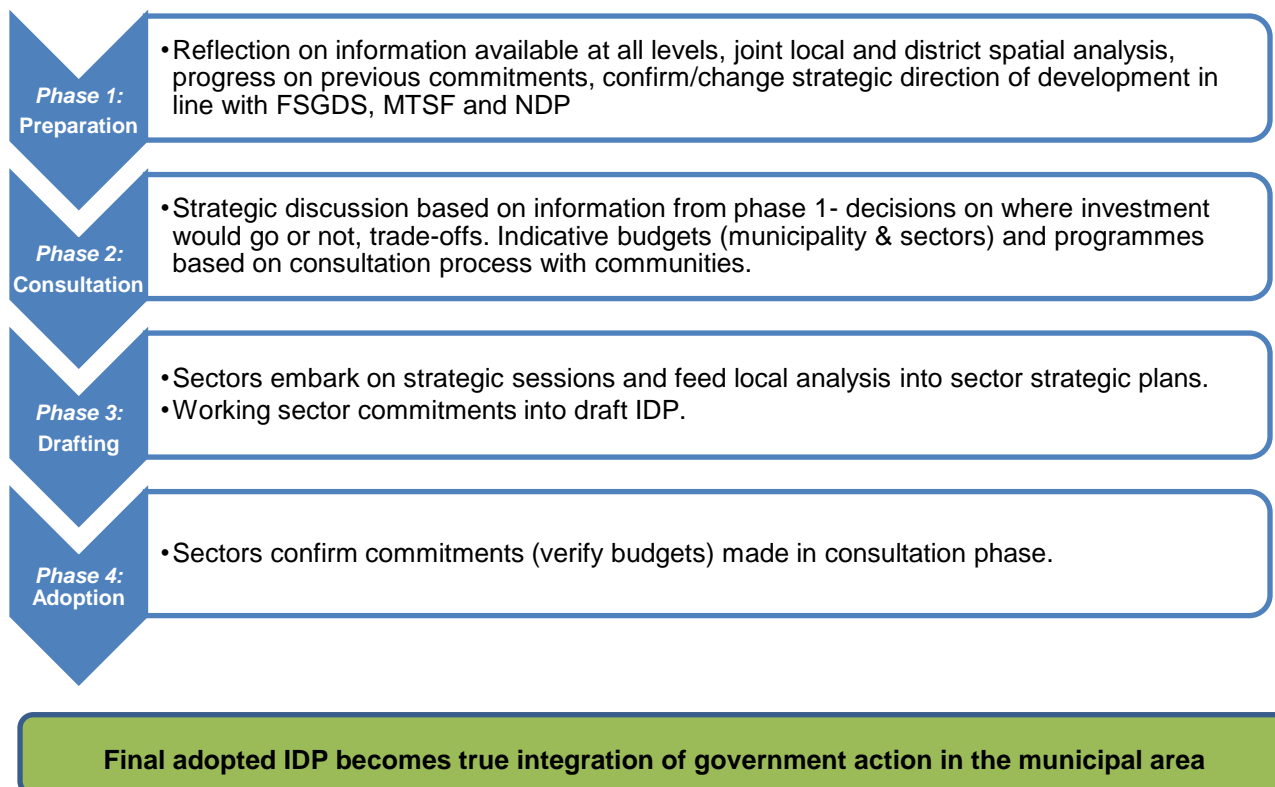 Phase 1:
Preparation
•Reflection on information available at all levels, joint local and district spatial analysis,
progress on previous commitments, confirm/change strategic direction of development in
line with FSGDS, MTSF and NDP
Phase 2:
Consultation
•Strategic discussion based on information from phase 1- decisions on where investment
would go or not, trade-offs. Indicative budgets (municipality & sectors) and programmes
based on consultation process with communities.
Phase 3:
Drafting
•Sectors embark on strategic sessions and feed local analysis into sector strategic plans.
•Working sector commitments into draft IDP.
Phase 4:
Adoption
•Sectors confirm commitments (verify budgets) made in consultation phase.
Final adopted IDP becomes true integration of government action in the municipal area